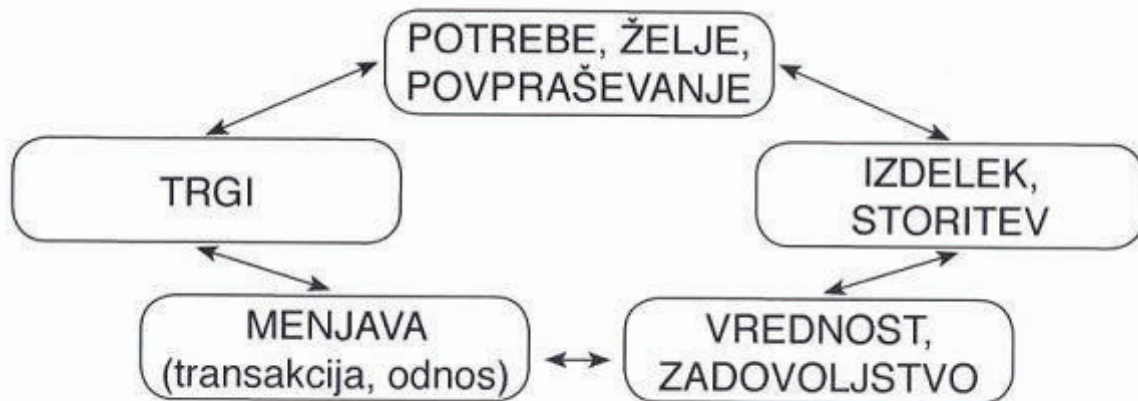 POTREBE, ŽELJE,
POVPRAŠEVANJE
TRGI
IZDELEK,
STORITEV
MENJAVA
(transakcija, odnos)
VREDNOST,
ZADOVOLJSTVO